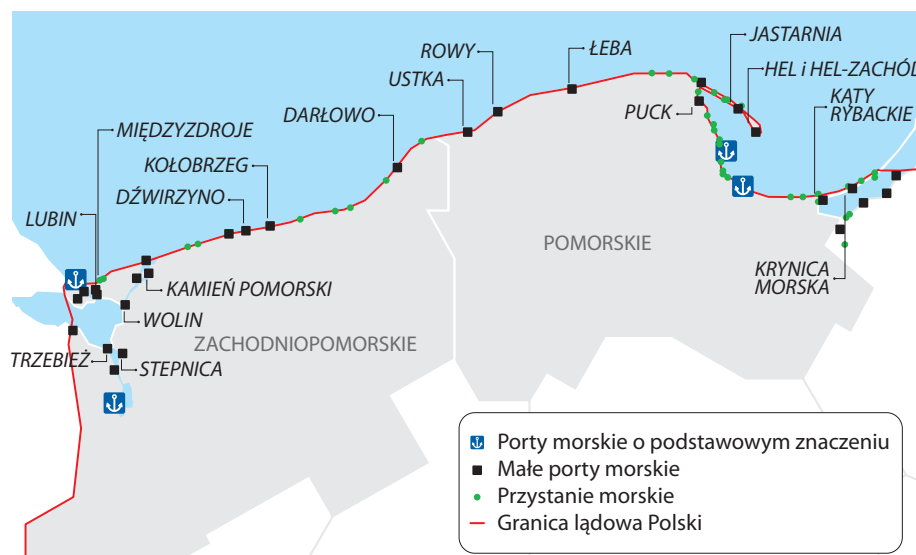 ROWY
ŁEBA
JASTARNIA
USTKA
HEL i HEL-ZACHÓD
PUCK
KĄTY
RYBACKIE
DARŁOWO
MIĘDZYZDROJE
KOŁOBRZEG
DŹWIRZYNO
LUBIN
POMORSKIE
KRYNICA
MORSKA
KAMIEŃ POMORSKI
WOLIN
ZACHODNIOPOMORSKIE
TRZEBIEŻ
STEPNICA
Porty morskie o podstawowym znaczeniu
Małe porty morskie
Przystanie morskie
Granica lądowa Polski